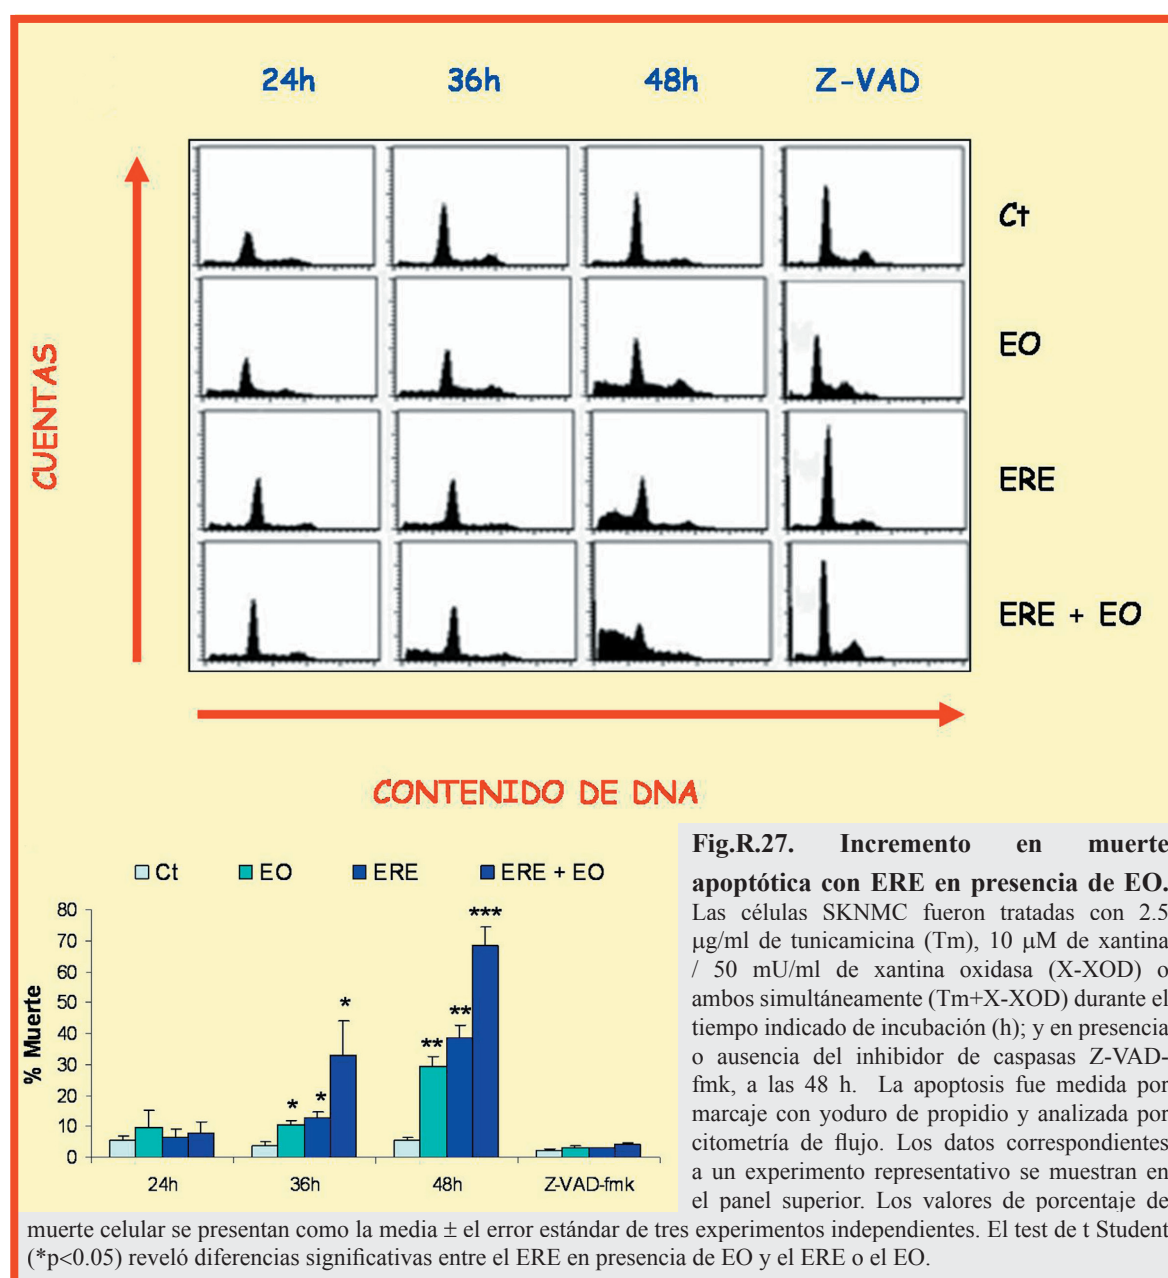 24h 36h 48h Z-VAD
Ct
EO
ERE
ERE + EO
CUENTAS
CONTENIDO DE DNA
Ct EO ERE ERE + EO
% Muerte
80
70
60
50
40
30
20
10
0
* * *
** ** ***
24h 36h 48h Z-VAD-fmk
Fig.R.27. Incremento en muerte
apoptótica con ERE en presencia de EO.
Las células SKNMC fueron tratadas con 2.5
μg/ml de tunicamicina (Tm), 10 μM de xantina
/ 50 mU/ml de xantina oxidasa (X-XOD) o
ambos simultáneamente (Tm+X-XOD) durante el
tiempo indicado de incubación (h); y en presencia
o ausencia del inhibidor de caspasas Z-VAD-
fmk, a las 48 h. La apoptosis fue medida por
marcaje con yoduro de propidio y analizada por
citometría de flujo. Los datos correspondientes
a un experimento representativo se muestran en
el panel superior. Los valores de porcentaje de
muerte celular se presentan como la media ± el error estándar de tres experimentos independientes. El test de t Student
(*p<0.05) reveló diferencias significativas entre el ERE en presencia de EO y el ERE o el EO.